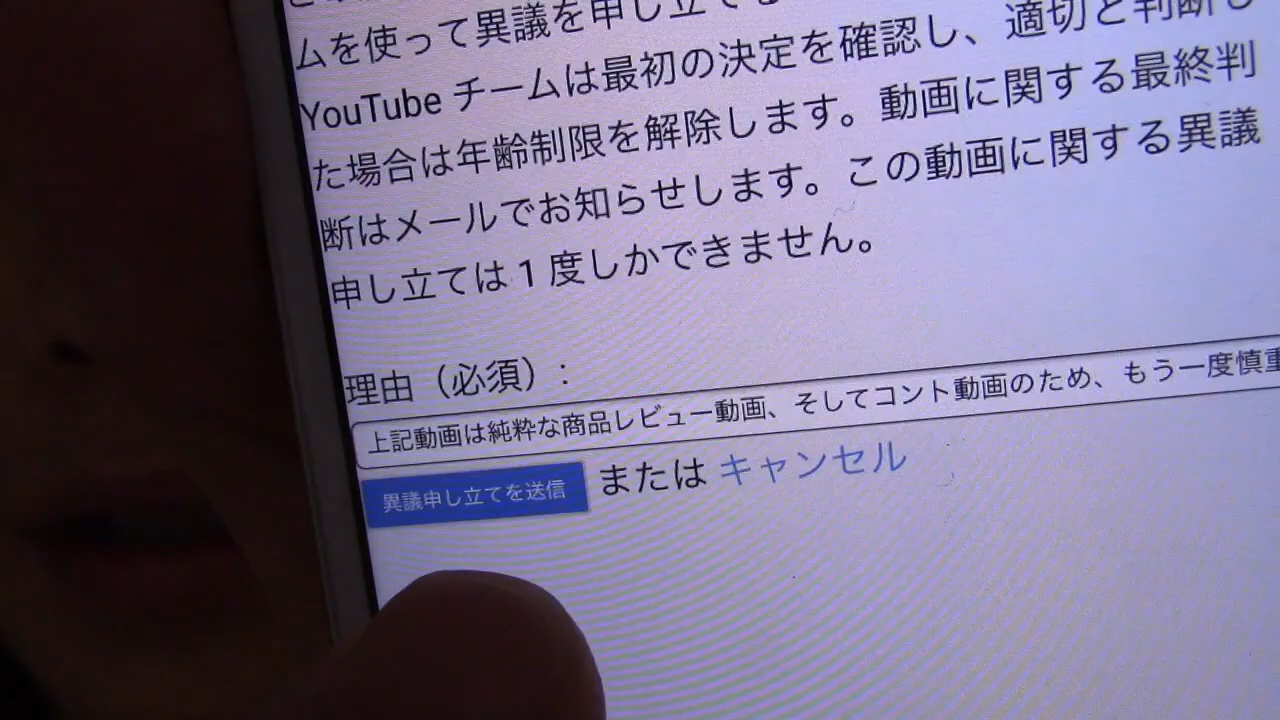 ムを使って異議を申し立て
YouTube チームは最初の決定を確認し、適切と判断し
た場合は年齢制限を解除します。動画に関する最終判
断はメールでお知らせします。この動画に関する異議
申し立ては 1 度しかできません。
理由（必須）:
上記動画は純粋な商品レビュー動画、そしてコント動画のため、もう一度慎重
異議申し立てを送信 または キャンセル